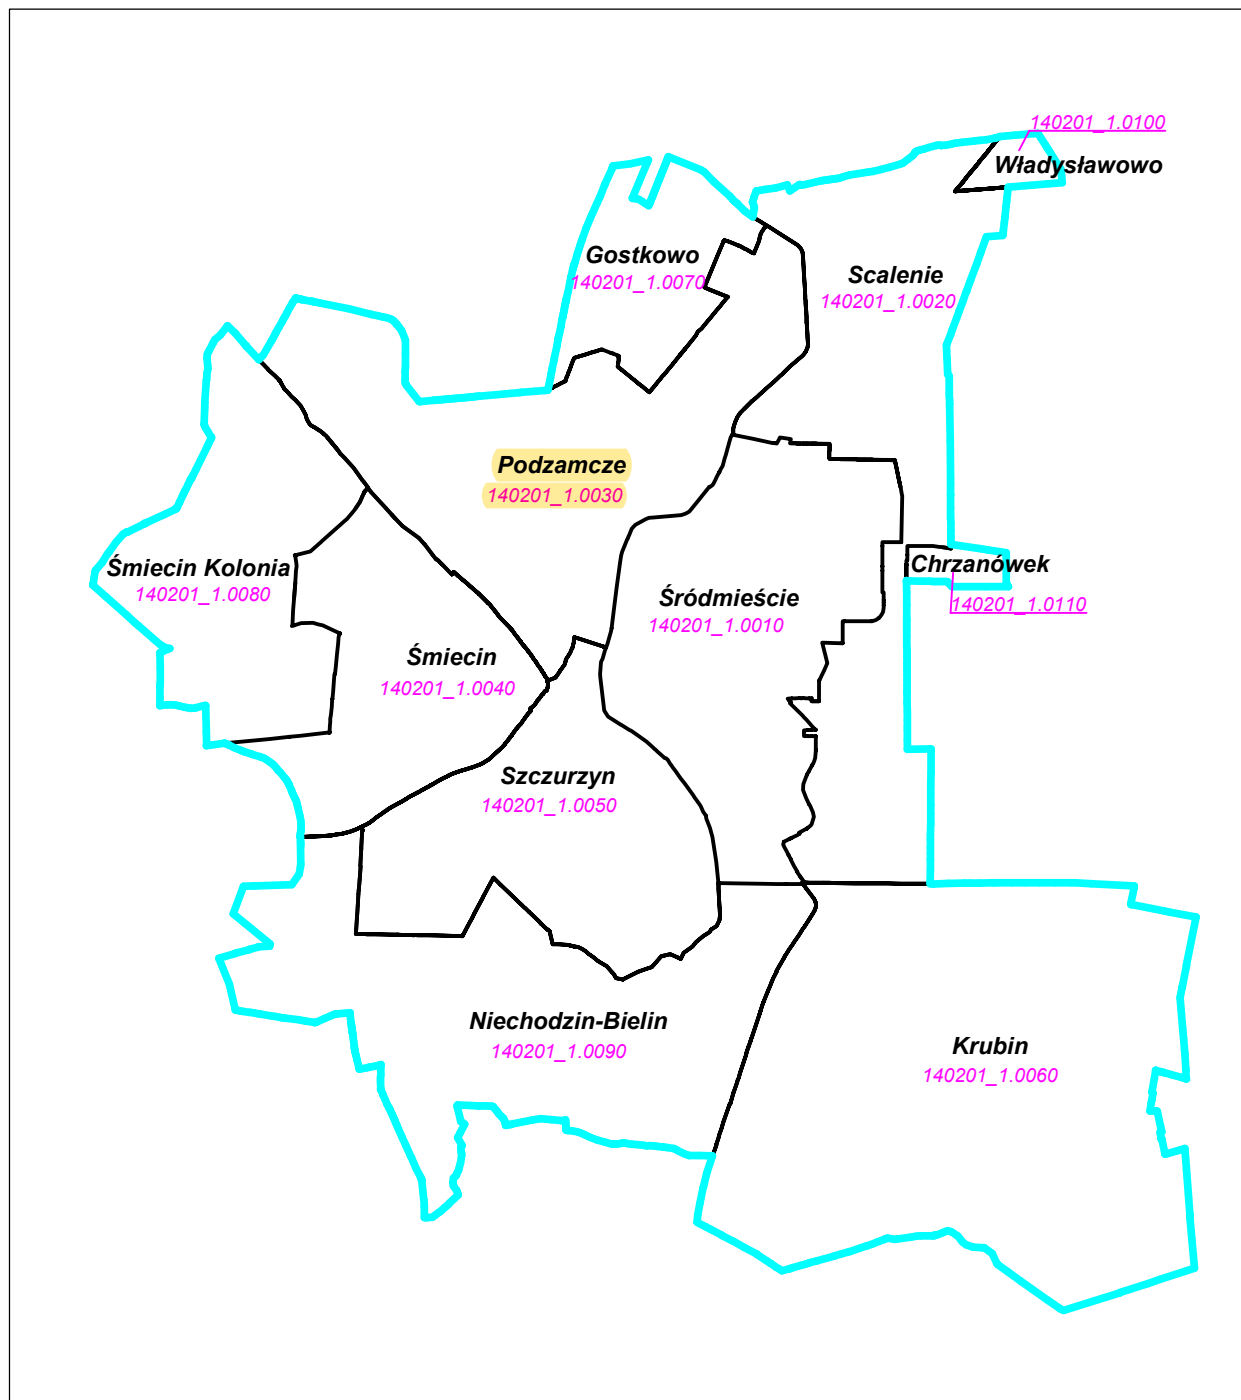 140201_1.0100
Władysławowo
Gostkowo
140201_1.0070
Scalenie
140201_1.0020
Podzamcze
140201_1.0030
Śmiecin Kolonia
140201_1.0080
Chrzanówek
140201_1.0110
Śródmieście
140201_1.0010
Śmiecin
140201_1.0040
Szczurzyn
140201_1.0050
Niechodzin-Bielin
140201_1.0090
Krubin
140201_1.0060